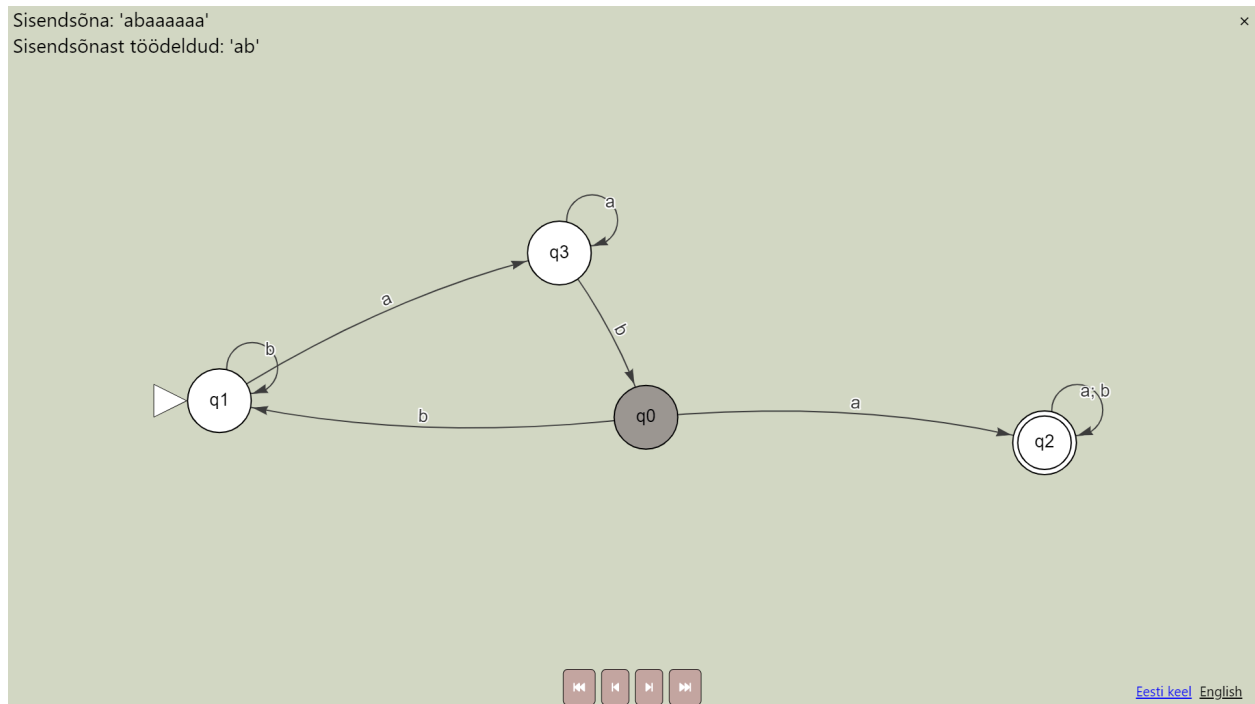 Sisendsõna: 'abaaaaaa'
×
Sisendsõnast töödeldud: 'ab'
a
q3
a
b
b
q1
b
q0
a
a; b
q2
Eesti keel English